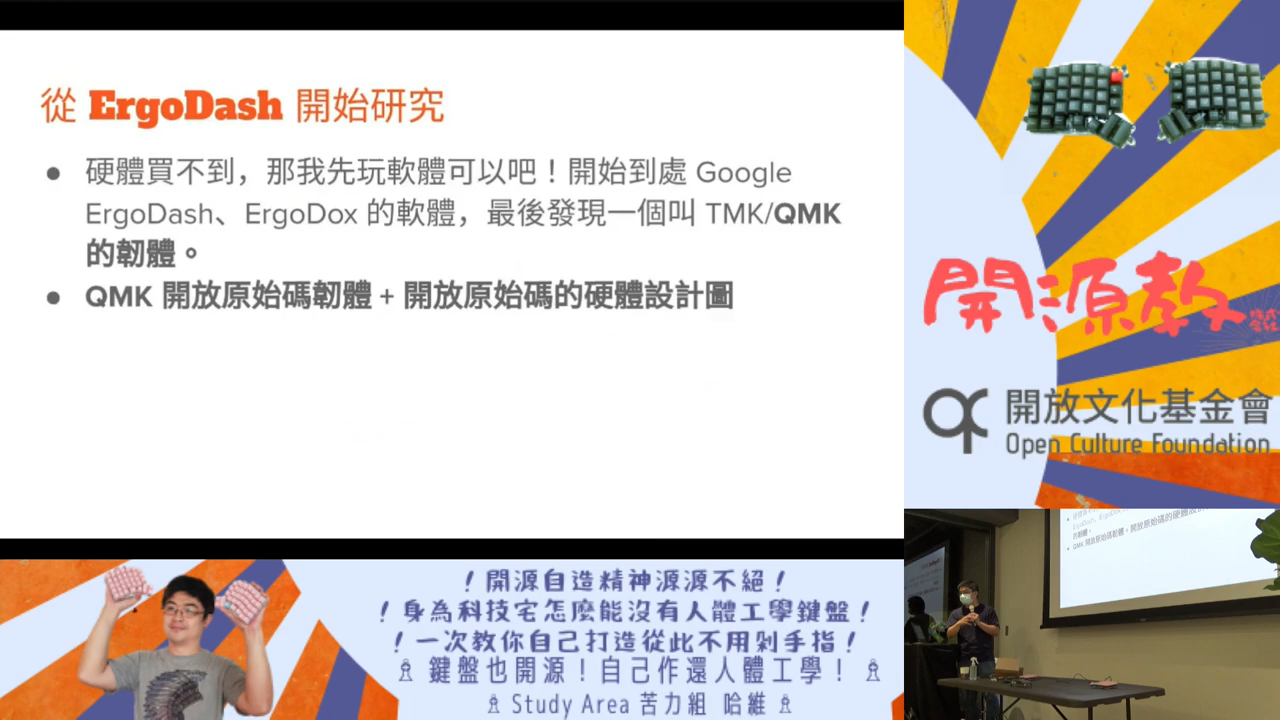 從 ErgoDash 開始研究
● 硬體買不到，那我先玩軟體可以吧！開始到處 Google
ErgoDash、ErgoDox 的軟體，最後發現一個叫 TMK/QMK
的韌體。
● QMK 開放原始碼韌體 + 開放原始碼的硬體設計圖
開源教
株式
会社
開放文化基金會
Open Culture Foundation
！開源自造精神源源不絕！
！身為科技宅怎麼能沒有人體工學鍵盤！
！一次教你自己打造從此不用剁手指！
鍵盤也開源！自己作還人體工學！
Study Area 苦力組 哈維